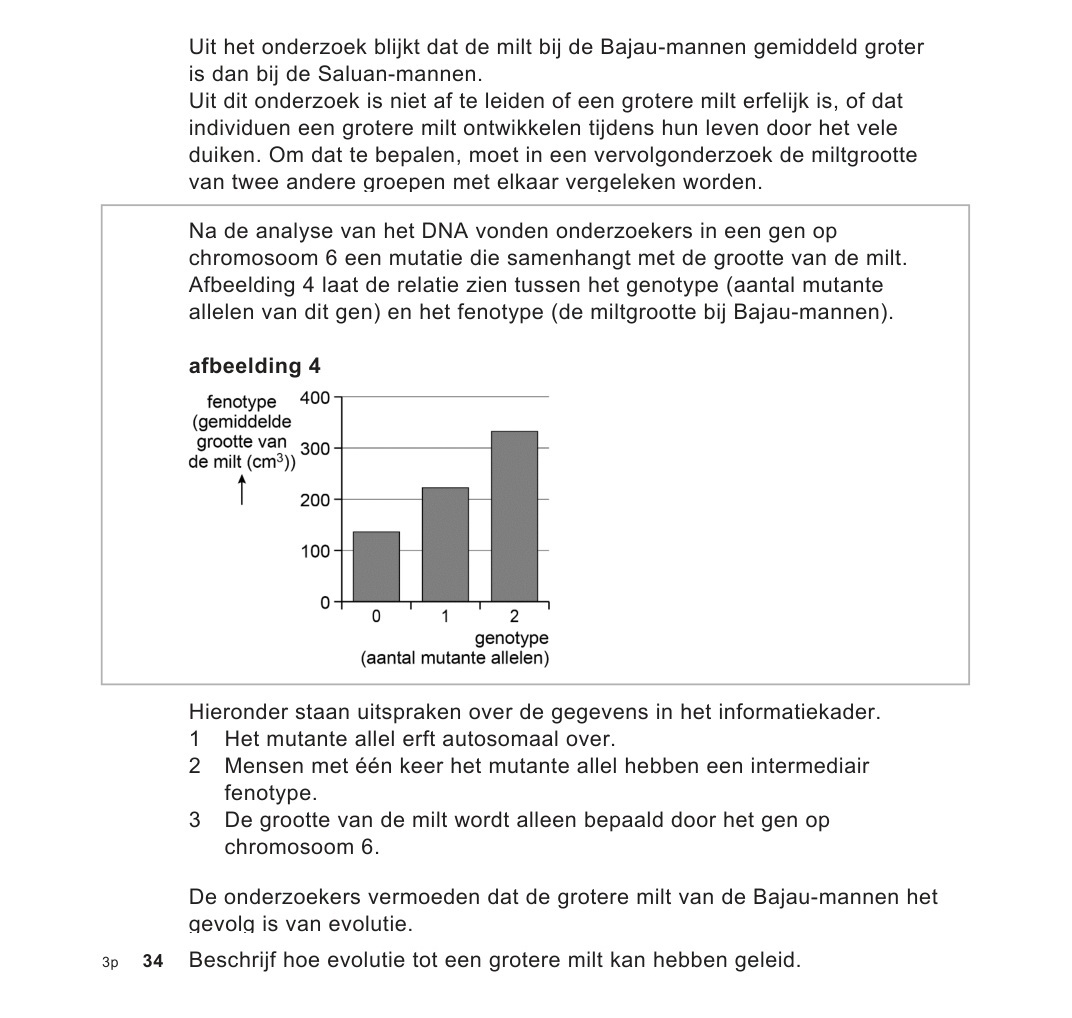 Uit het onderzoek blijkt dat de milt bij de Bajau-mannen gemiddeld groter
is dan bij de Saluan-mannen.
Uit dit onderzoek is niet af te leiden of een grotere milt erfelijk is, of dat
individuen een grotere milt ontwikkelen tijdens hun leven door het vele
duiken. Om dat te bepalen, moet in een vervolgonderzoek de miltgrootte
van twee andere groepen met elkaar vergeleken worden.
Na de analyse van het DNA vonden onderzoekers in een gen op
chromosoom 6 een mutatie die samenhangt met de grootte van de milt.
Afbeelding 4 laat de relatie zien tussen het genotype (aantal mutante
allelen van dit gen) en het fenotype (de miltgrootte bij Bajau-mannen).
afbeelding 4
fenotype
(gemiddelde
grootte van
de milt (cm³))
400
300
200
100
0
0 1 2
genotype
(aantal mutante allelen)
Hieronder staan uitspraken over de gegevens in het informatiekader.
1 Het mutante allel erft autosomaal over.
2 Mensen met één keer het mutante allel hebben een intermediair
fenotype.
3 De grootte van de milt wordt alleen bepaald door het gen op
chromosoom 6.
De onderzoekers vermoeden dat de grotere milt van de Bajau-mannen het
gevolg is van evolutie.
3p 34 Beschrijf hoe evolutie tot een grotere milt kan hebben geleid.